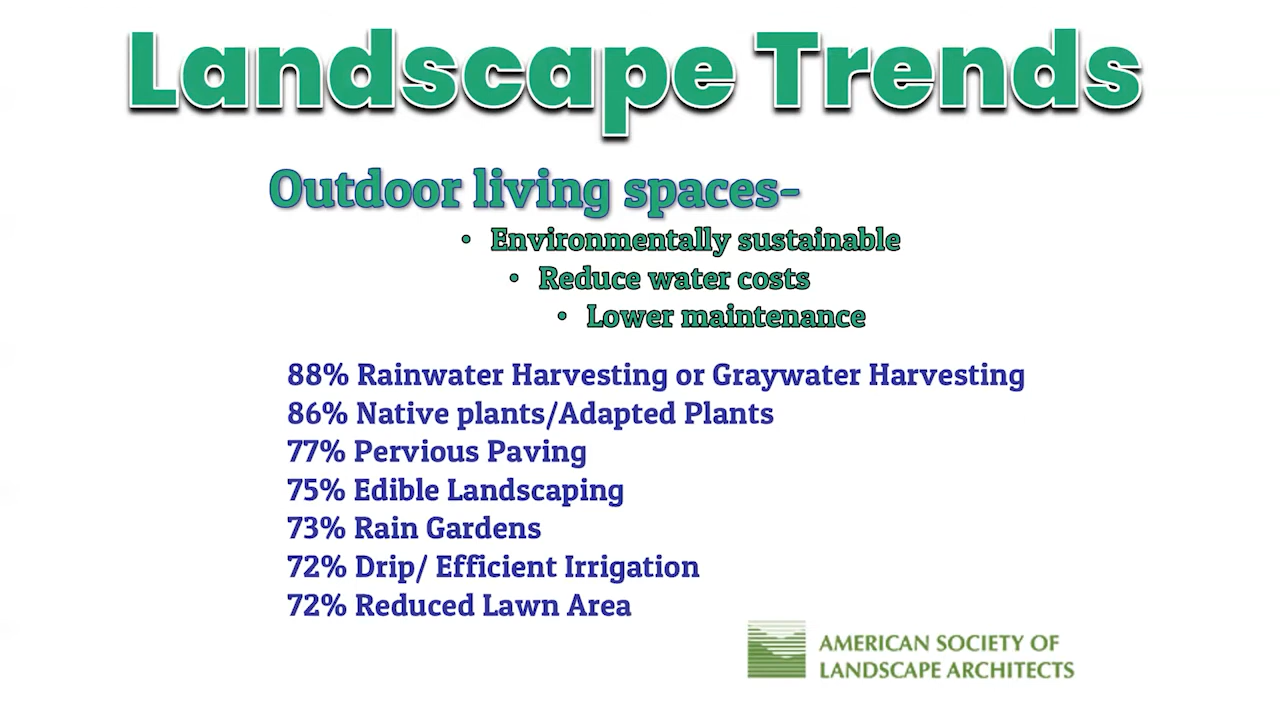 Landscape Trends
Outdoor living spaces-
• Environmentally sustainable
• Reduce water costs
• Lower maintenance
88% Rainwater Harvesting or Graywater Harvesting
86% Native plants/Adapted Plants
77% Pervious Paving
75% Edible Landscaping
73% Rain Gardens
72% Drip/ Efficient Irrigation
72% Reduced Lawn Area
AMERICAN SOCIETY OF
LANDSCAPE ARCHITECTS